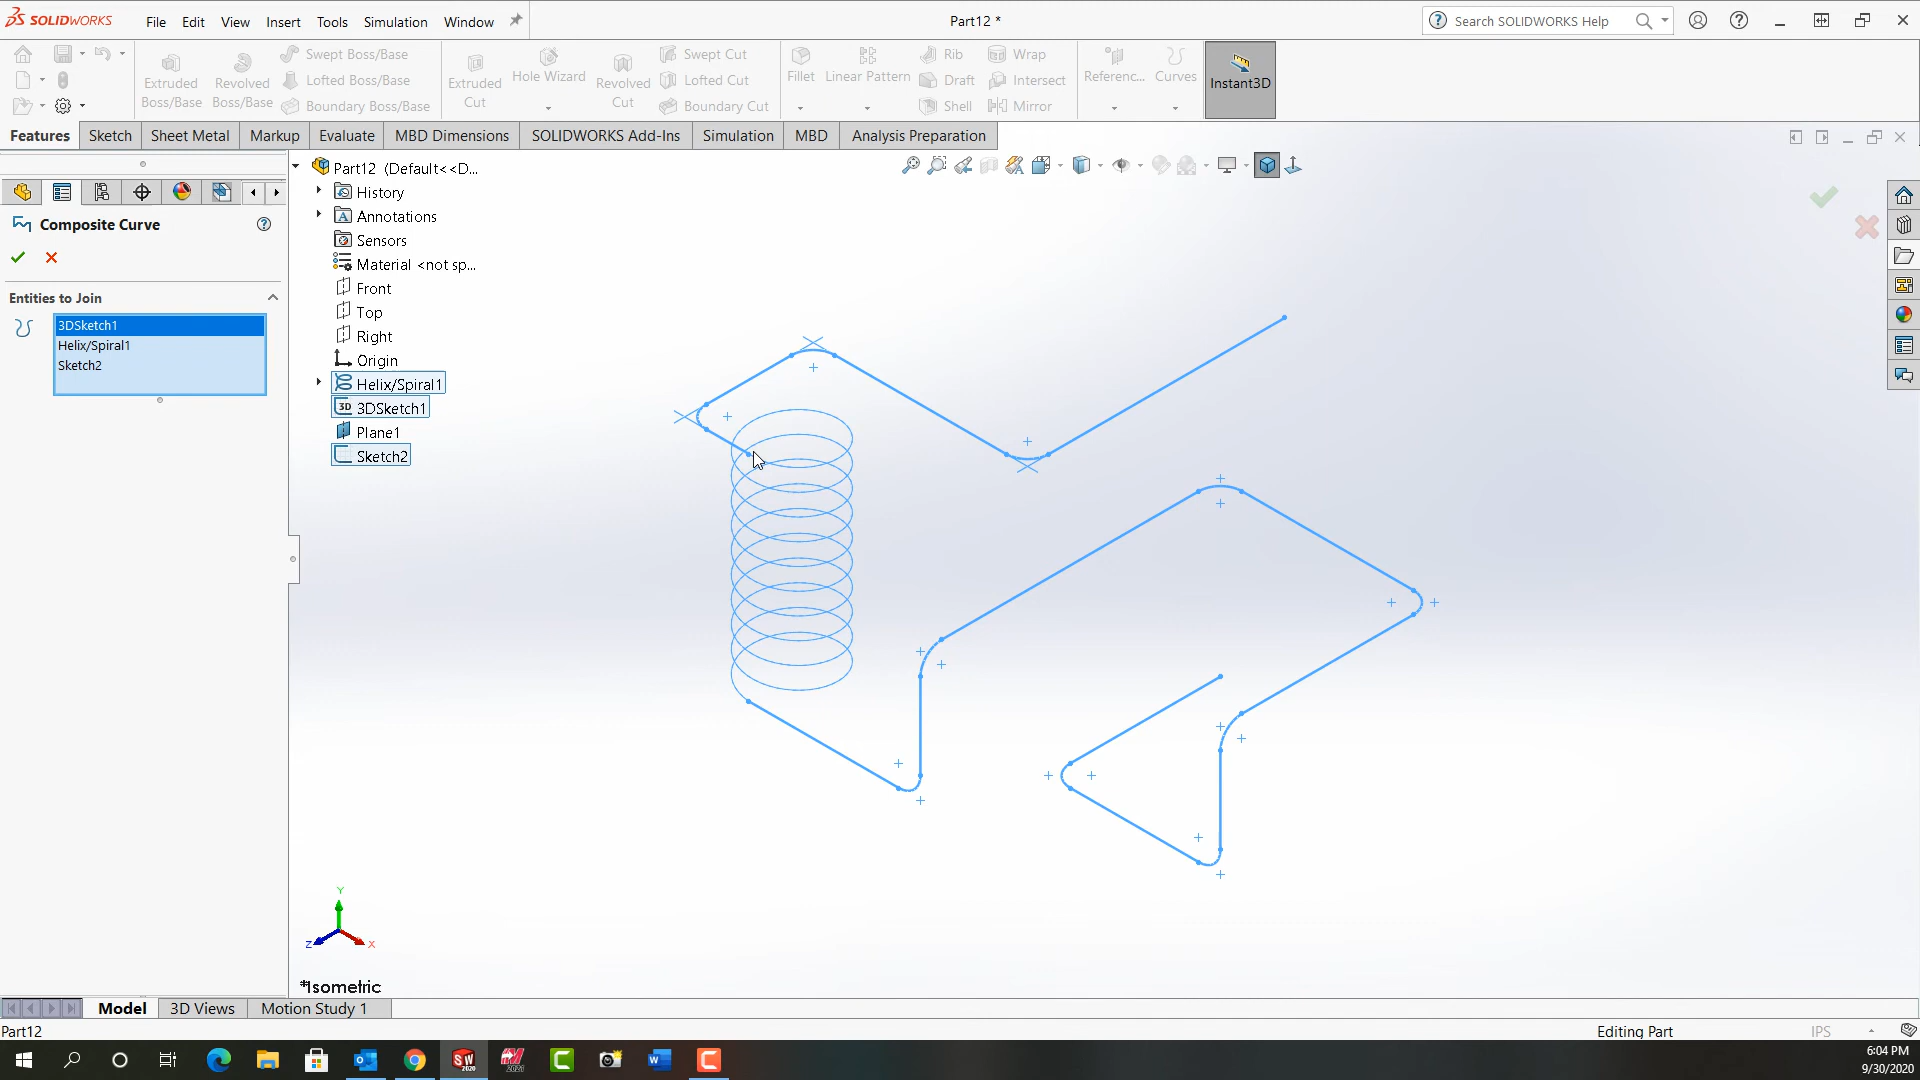 SOLIDWORKS
File Edit View Insert Tools Simulation Window
Part12 *
Search SOLIDWORKS Help
Extruded Boss/Base
Revolved Boss/Base
Swept Boss/Base
Lofted Boss/Base
Boundary Boss/Base
Extruded Cut
Hole Wizard
Revolved Cut
Swept Cut
Lofted Cut
Boundary Cut
Fillet
Linear Pattern
Rib
Draft
Shell
Wrap
Intersect
Mirror
Referenc...
Curves
Instant3D
Features Sketch Sheet Metal Markup Evaluate MBD Dimensions SOLIDWORKS Add-Ins Simulation MBD Analysis Preparation
Composite Curve
Entities to Join
3DSketch1
Helix/Spiral1
Sketch2
Part12 (Default<<D...
History
Annotations
Sensors
Material <not sp...
Front
Top
Right
Origin
Helix/Spiral1
3D 3DSketch1
Plane1
Sketch2
Y
Z
X
*Isometric
Model 3D Views Motion Study 1
Part12
Editing Part
IPS
6:04 PM
9/30/2020